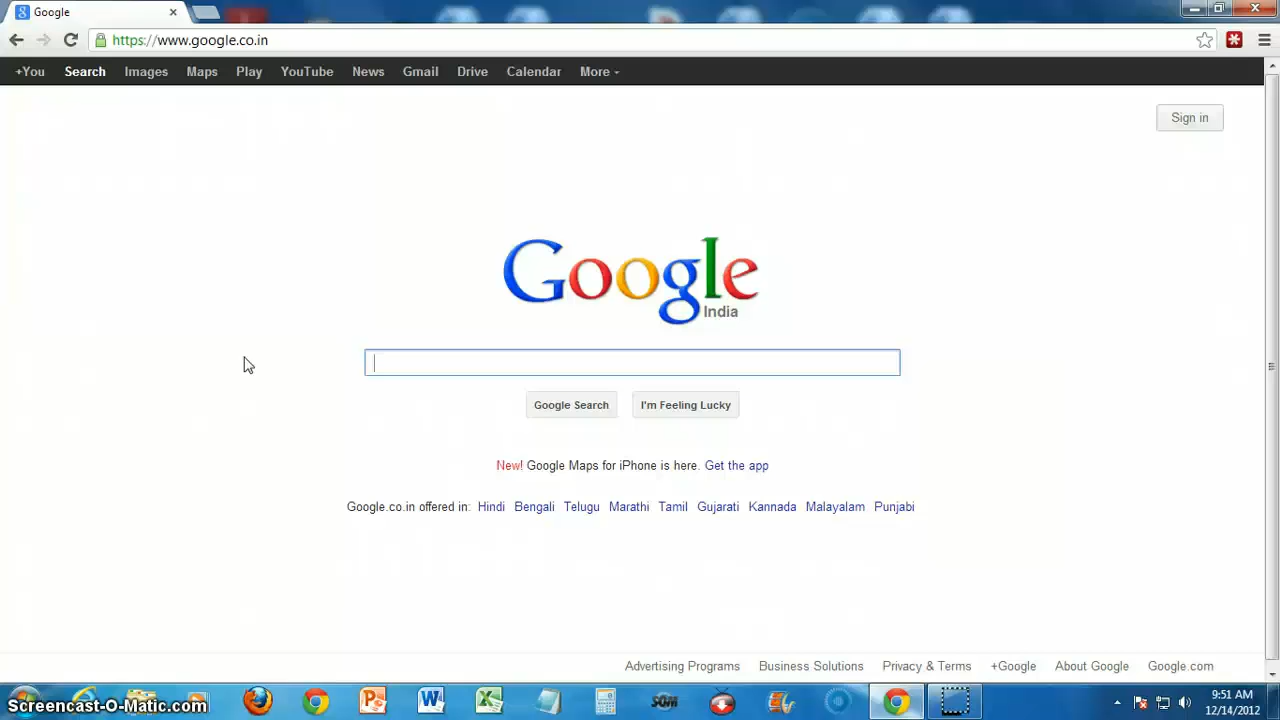 Google
https://www.google.co.in
+You Search Images Maps Play YouTube News Gmail Drive Calendar More
Sign in
Google
India
Google Search I'm Feeling Lucky
New! Google Maps for iPhone is here. Get the app
Google.co.in offered in: Hindi Bengali Telugu Marathi Tamil Gujarati Kannada Malayalam Punjabi
Advertising Programs Business Solutions Privacy & Terms +Google About Google Google.com
SOM
9:51 AM
Screencast-O-Matic.com
12/14/2012